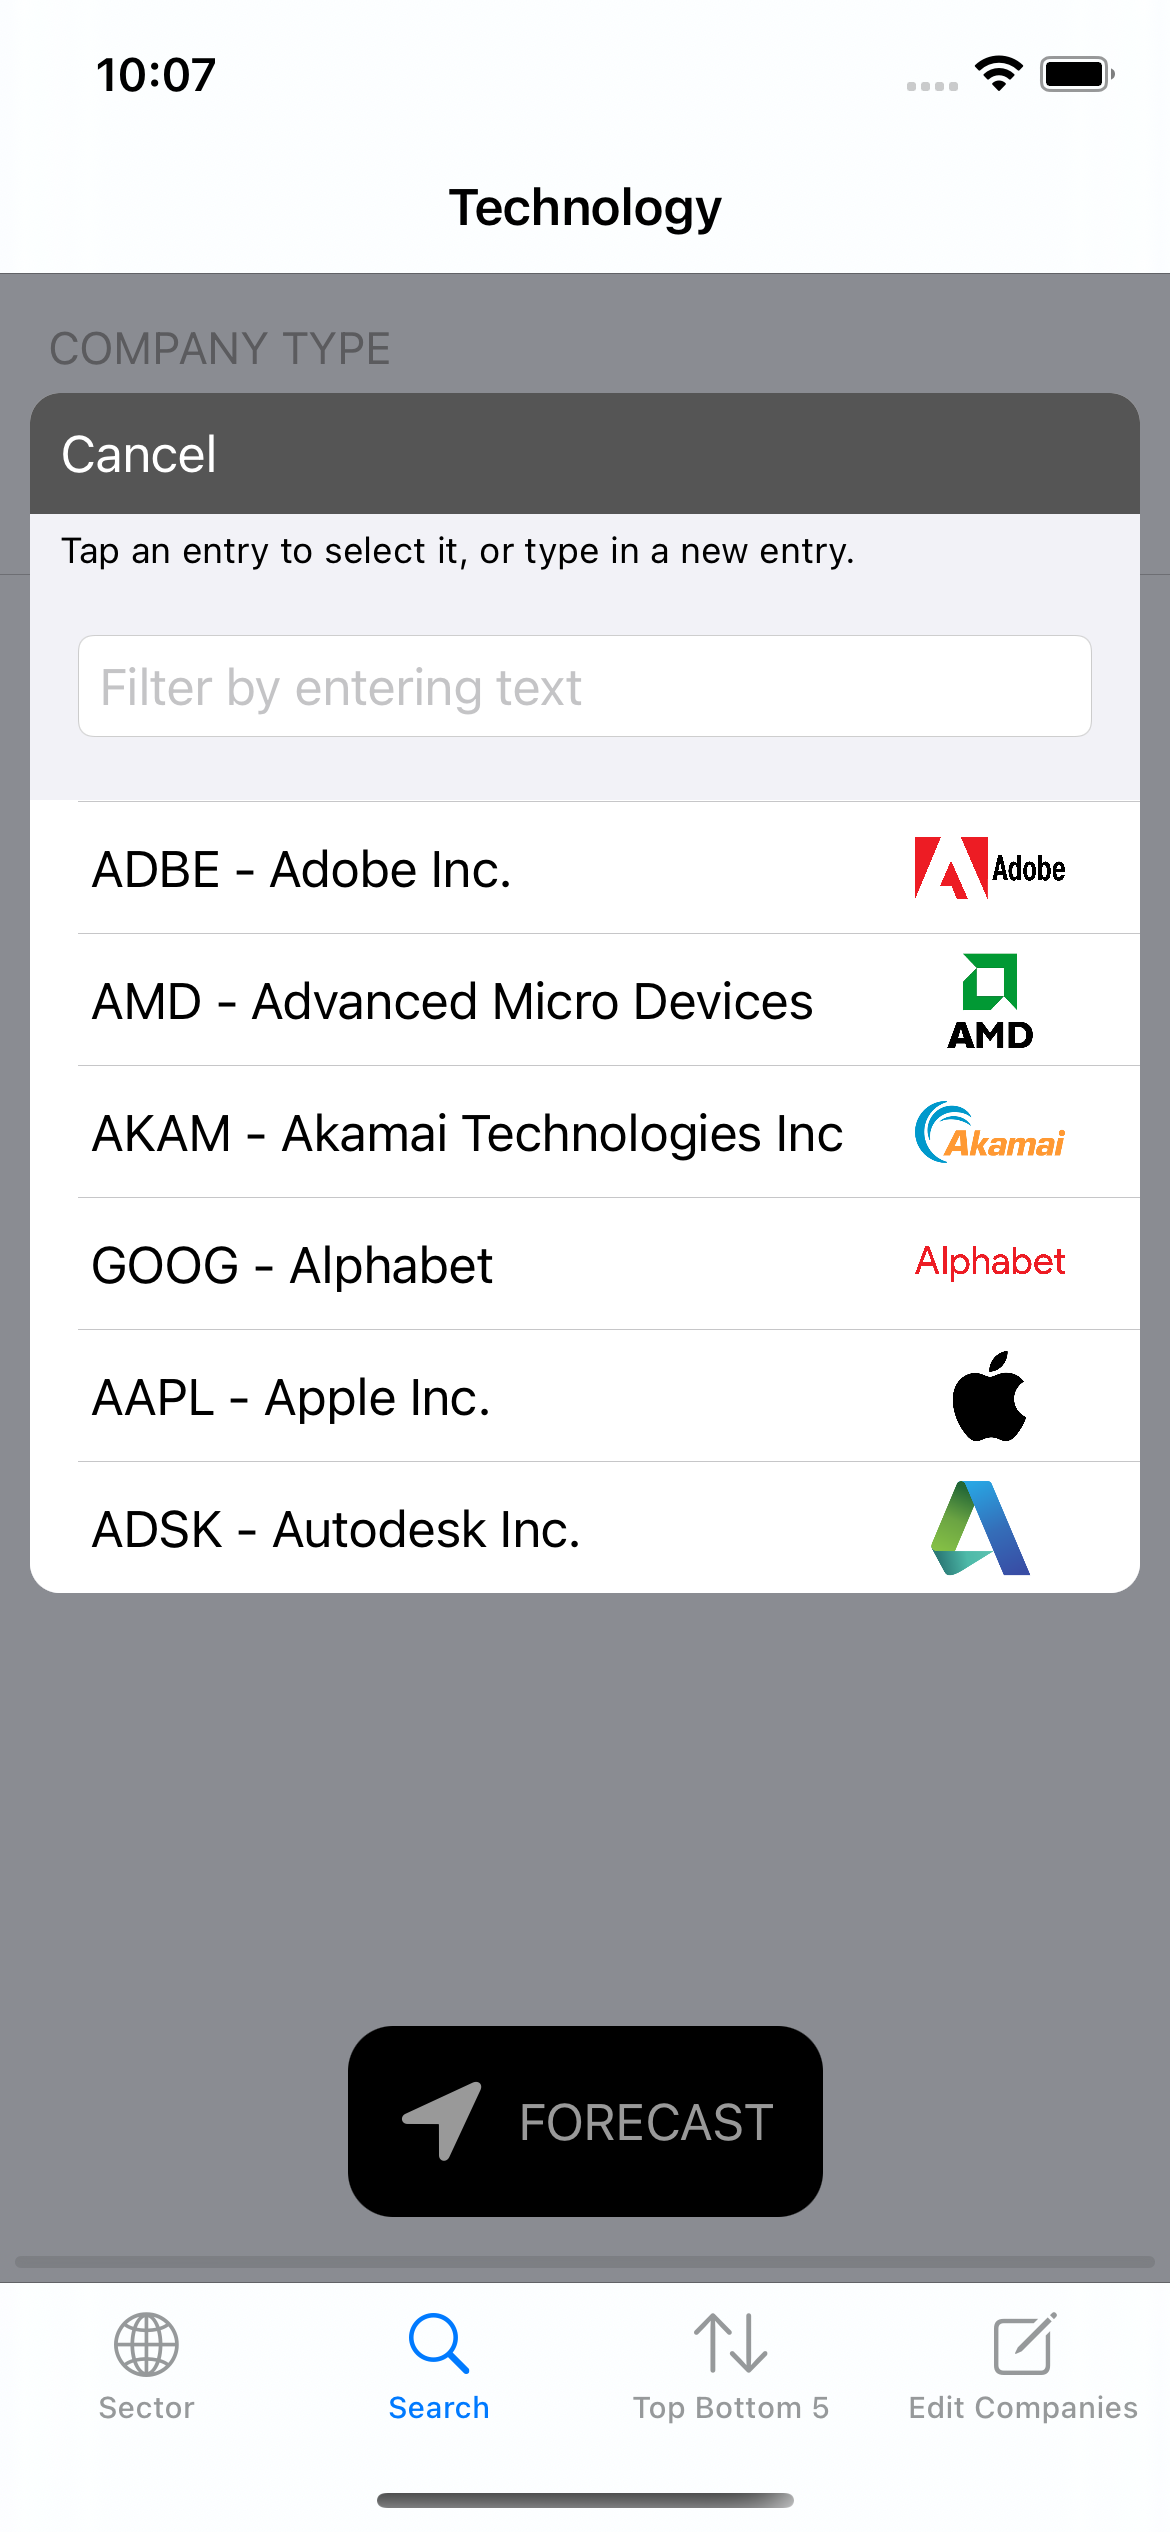 10:07
Technology
COMPANY TYPE
Cancel
Tap an entry to select it, or type in a new entry.
Filter by entering text
ADBE - Adobe Inc.
Adobe
AMD - Advanced Micro Devices
AMD
AKAM - Akamai Technologies Inc
Akamai
GOOG - Alphabet
Alphabet
AAPL - Apple Inc.
ADSK - Autodesk Inc.
FORECAST
Sector
Search
Top Bottom 5
Edit Companies